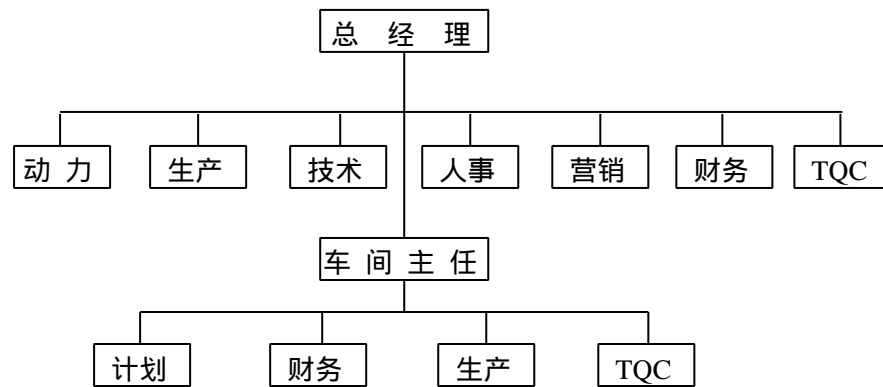 总 经 理
动 力 生产 技术 人事 营销 财务 TQC
车 间 主 任
计划 财务 生产 TQC